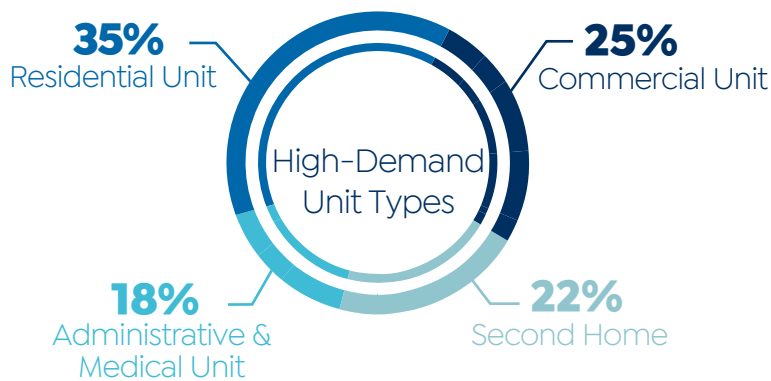 35%
Residential Unit
25%
Commercial Unit
High-Demand
Unit Types
18%
Administrative &
Medical Unit
22%
Second Home